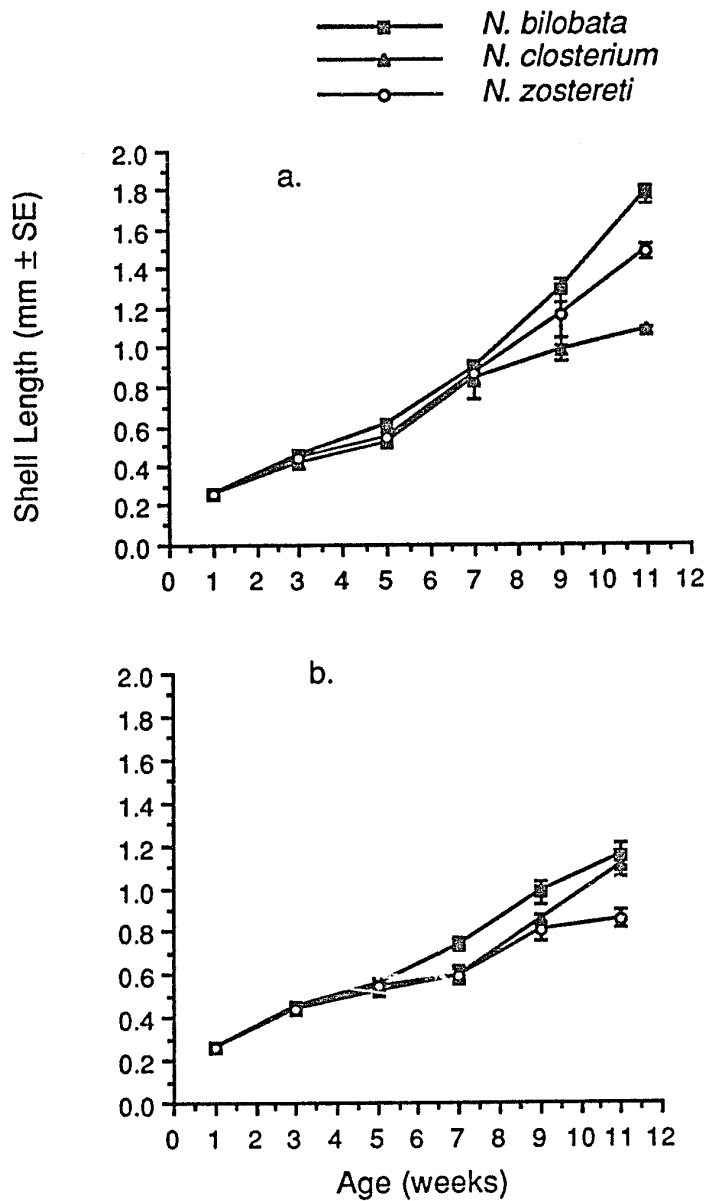 N. bilobata
N. closterium
N. zostereti
a.
Shell Length (mm ± SE)
2.0
1.8
1.6
1.4
1.2
1.0
0.8
0.6
0.4
0.2
0.0
0 1 2 3 4 5 6 7 8 9 10 11 12
b.
2.0
1.8
1.6
1.4
1.2
1.0
0.8
0.6
0.4
0.2
0.0
0 1 2 3 4 5 6 7 8 9 10 11 12
Age (weeks)